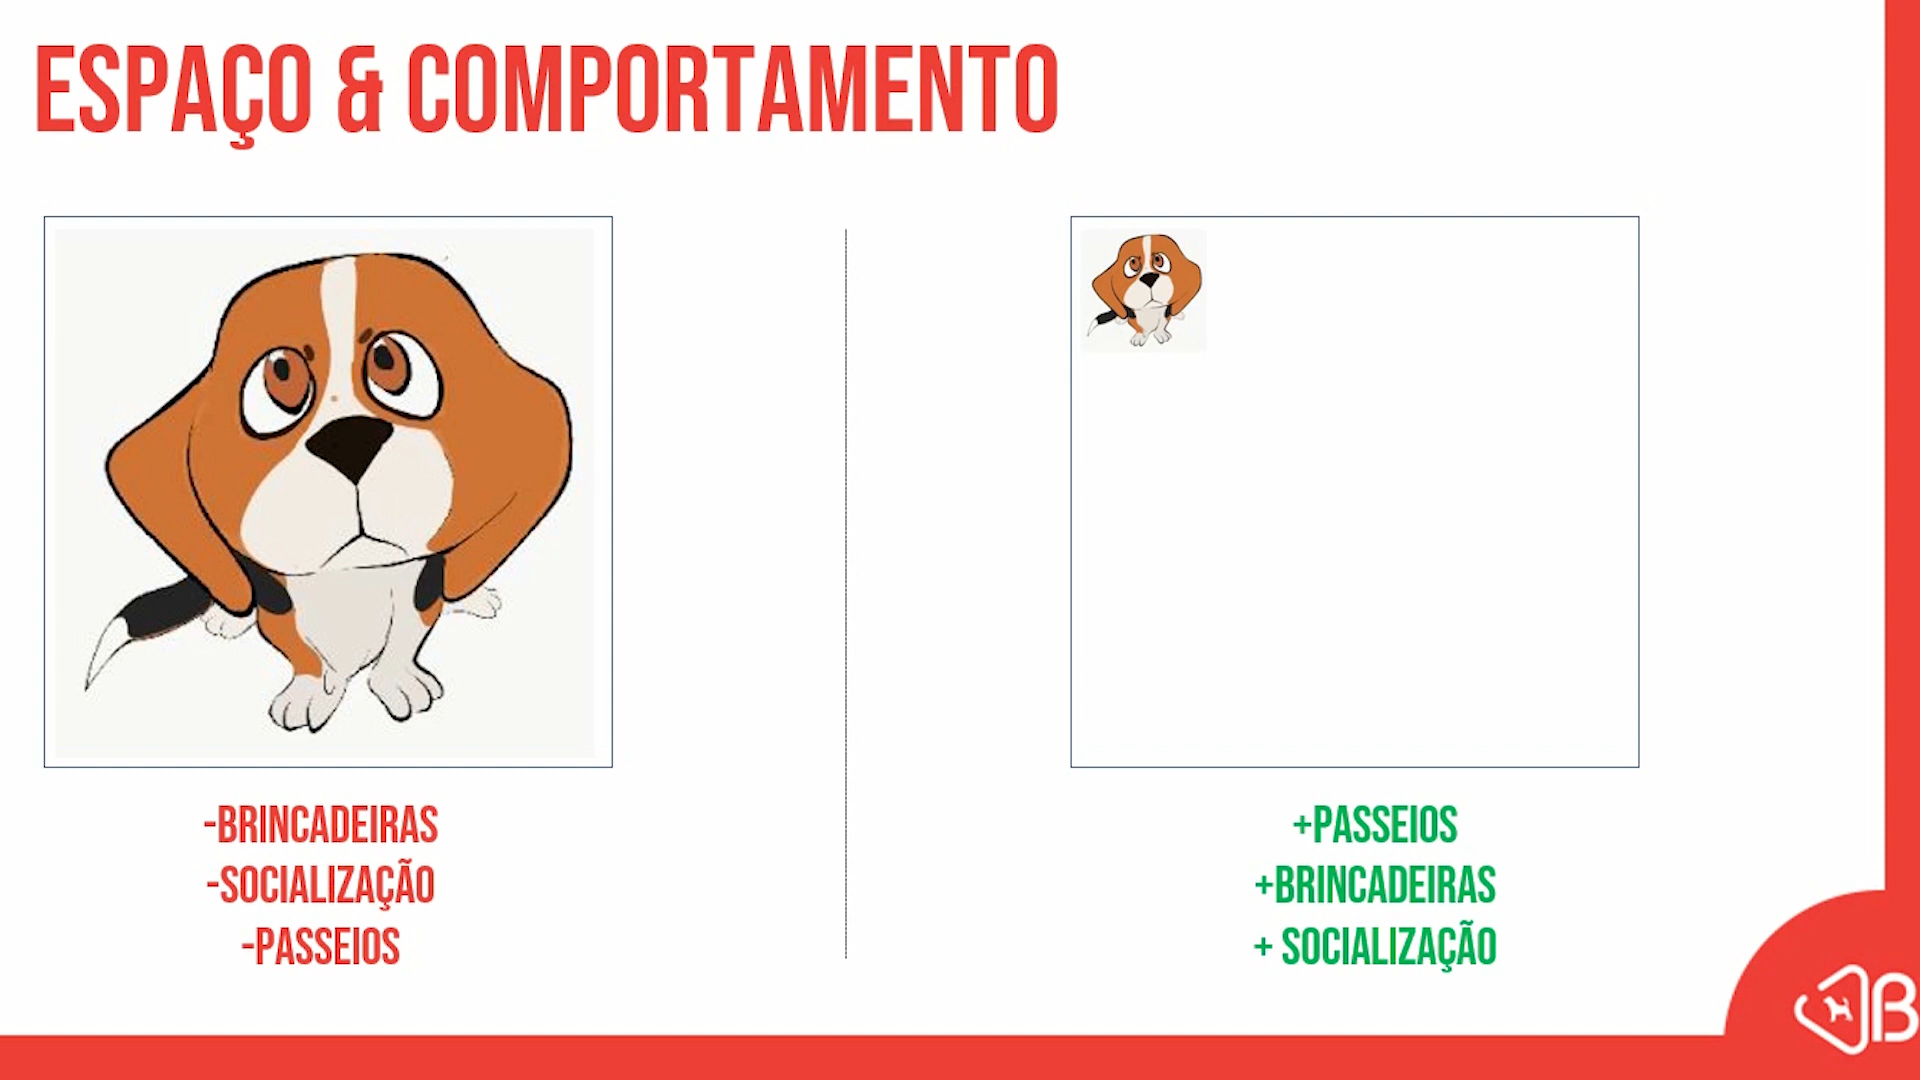 ESPAÇO & COMPORTAMENTO
-BRINCADEIRAS
-SOCIALIZAÇÃO
-PASSEIOS
+PASSEIOS
+BRINCADEIRAS
+ SOCIALIZAÇÃO
B